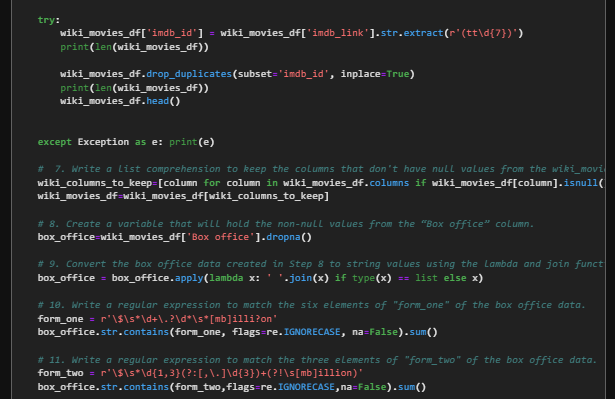 try:
wiki_movies_df['imdb_id'] = wiki_movies_df['imdb_link'].str.extract(r'(tt\d{7})')
print(len(wiki_movies_df))
wiki_movies_df.drop_duplicates(subset='imdb_id', inplace=True)
print(len(wiki_movies_df))
wiki_movies_df.head()
except Exception as e: print(e)
#  7. Write a list comprehension to keep the columns that don't have null values from the wiki_movi
wiki_columns_to_keep=[column for column in wiki_movies_df.columns if wiki_movies_df[column].isnull(
wiki_movies_df=wiki_movies_df[wiki_columns_to_keep]
# 8. Create a variable that will hold the non-null values from the “Box office” column.
box_office=wiki_movies_df['Box office'].dropna()
# 9. Convert the box office data created in Step 8 to string values using the lambda and join funct
box_office = box_office.apply(lambda x: ' '.join(x) if type(x) == list else x)
# 10. Write a regular expression to match the six elements of "form_one" of the box office data.
form_one = r'\$\s*\d+\.?\d*\s*[mb]illi?on'
box_office.str.contains(form_one, flags=re.IGNORECASE, na=False).sum()
# 11. Write a regular expression to match the three elements of "form_two" of the box office data.
form_two = r'\$\s*\d{1,3}(?:[,\.]\d{3})+(?!\s[mb]illion)'
box_office.str.contains(form_two,flags=re.IGNORECASE,na=False).sum()